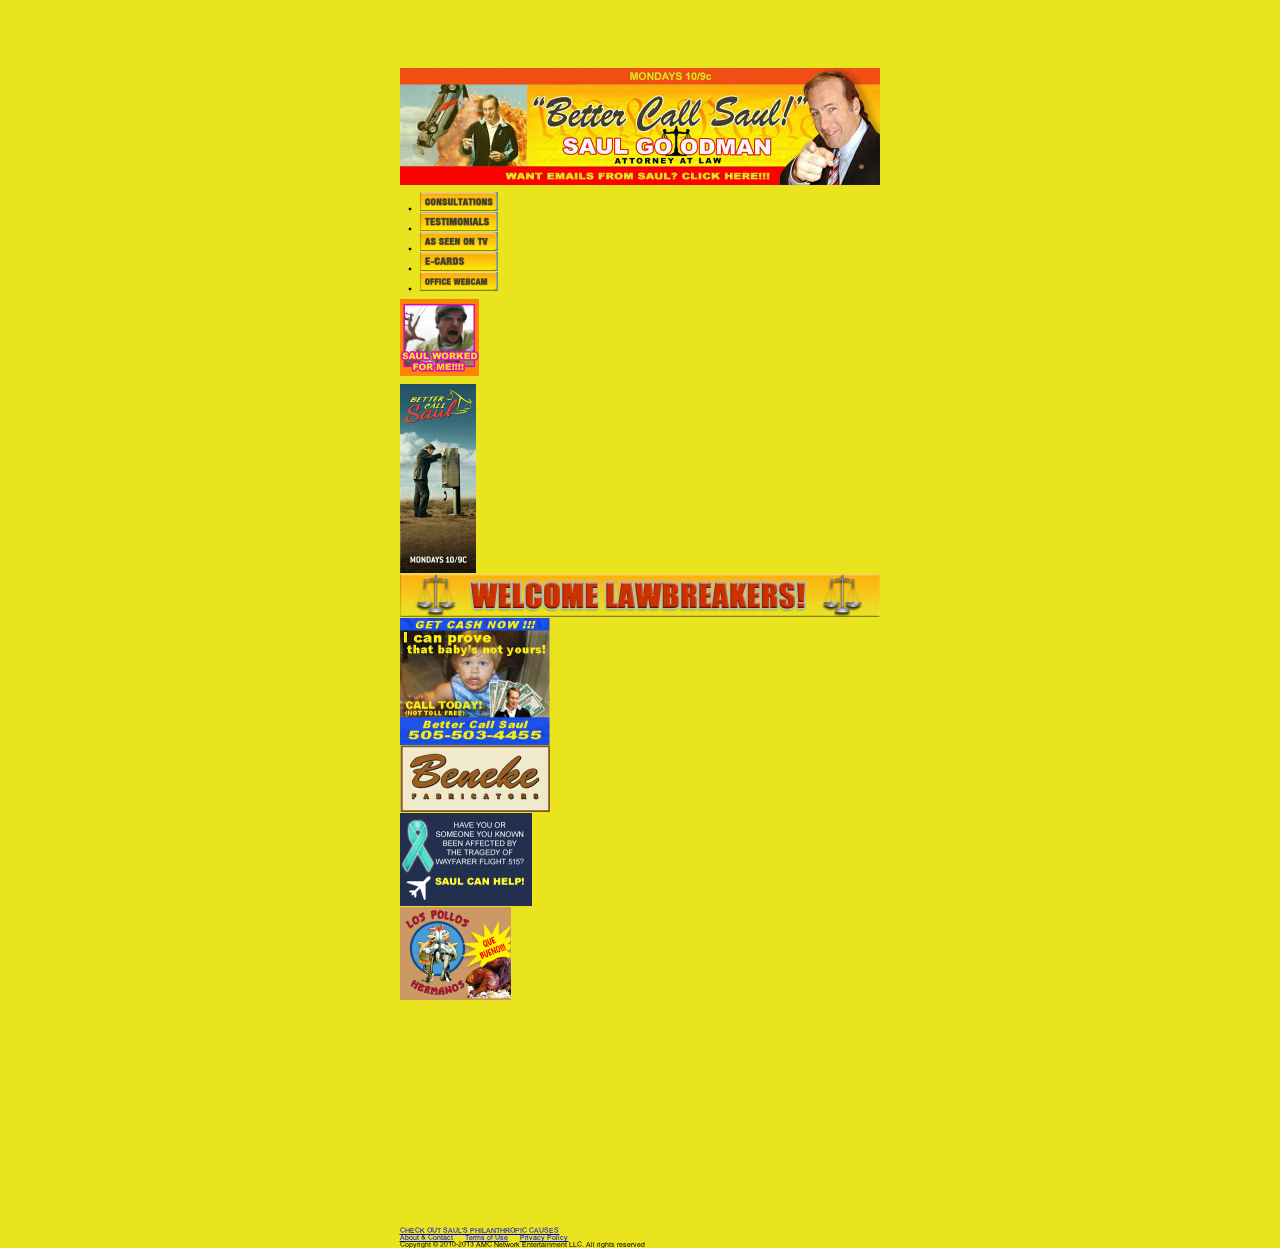 MONDAYS 10/9c
"Better Call Saul!"
SAUL GOODMAN
ATTORNEY AT LAW
WANT EMAILS FROM SAUL? CLICK HERE!!!
CONSULTATIONS
TESTIMONIALS
AS SEEN ON TV
E-CARDS
OFFICE WEBCAM
SAUL WORKED
FOR ME!!!!
BETTER
CALL
Saul
MONDAYS 10/9C
WELCOME LAWBREAKERS!
GET CASH NOW !!!
I can prove
that baby's not yours!
CALL TODAY!
(NOT TOLL FREE)
Better Call Saul
505-503-4455
Beneke
FABRICATORS
HAVE YOU OR
SOMEONE YOU KNOWN
BEEN AFFECTED BY
THE TRAGEDY OF
WAYFARER FLIGHT 515?
SAUL CAN HELP!
LOS POLLOS
HERMANOS
QUE
BUENO!!!
CHECK OUT SAUL'S PHILANTHROPIC CAUSES
About & Contact Terms of Use Privacy Policy
Copyright © 2010-2013 AMC Network Entertainment LLC. All rights reserved